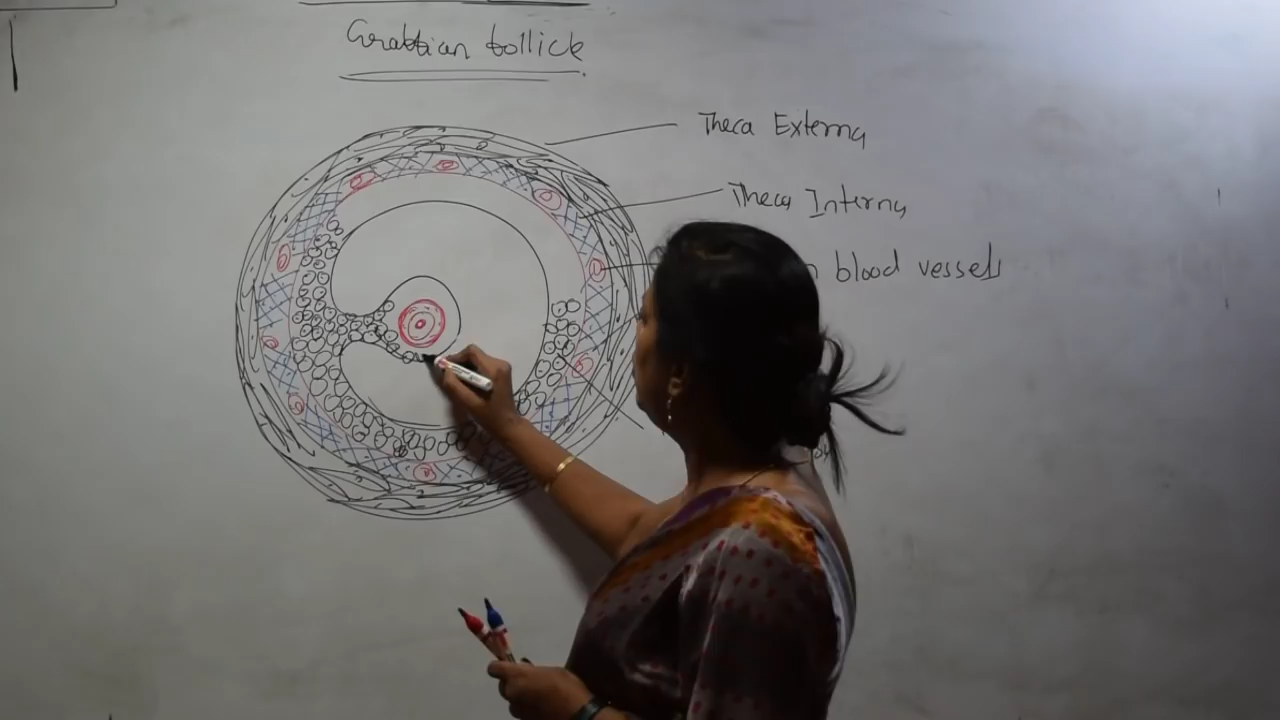 Graafian follicle
Theca Externa
Theca Interna
blood vessels